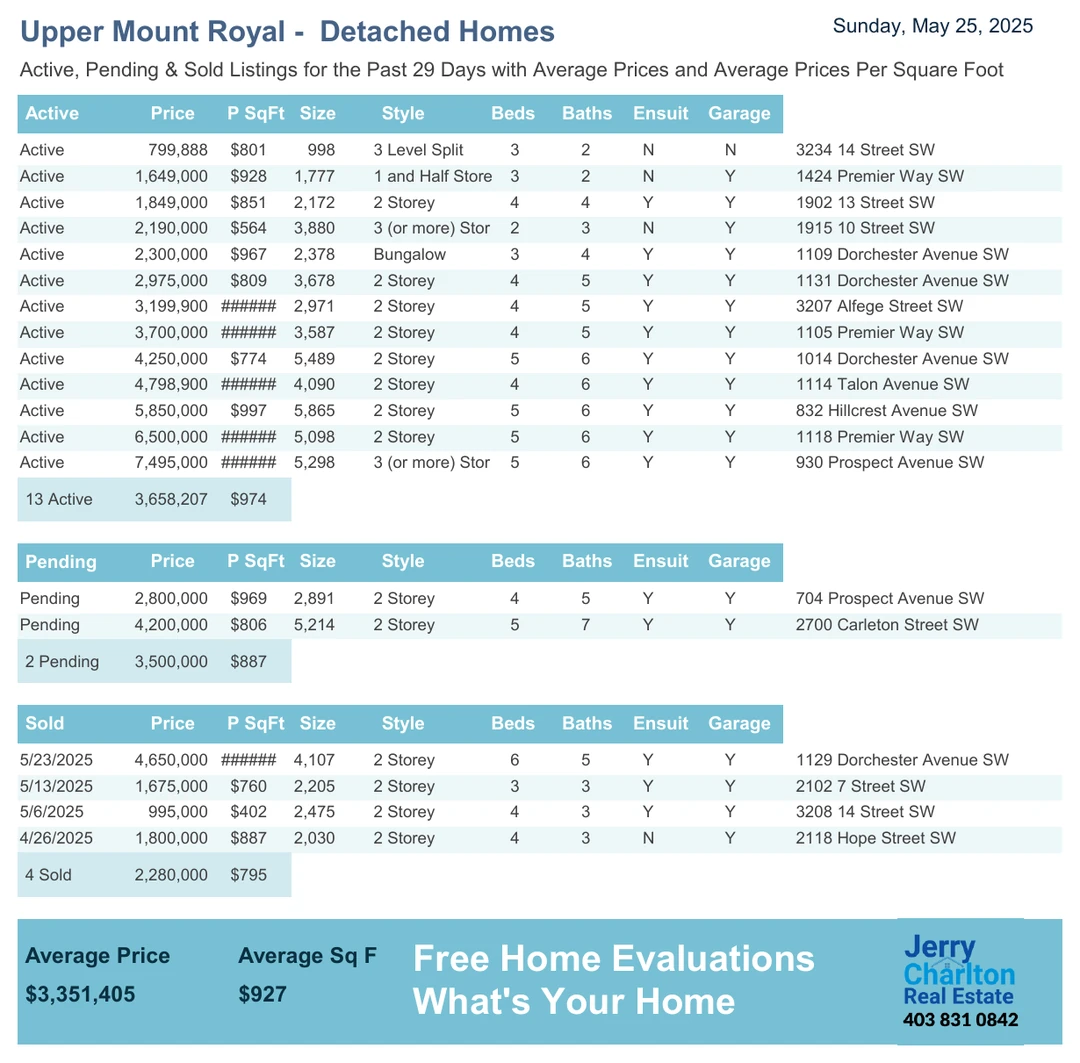 Upper Mount Royal - Detached Homes
Sunday, May 25, 2025
Active, Pending & Sold Listings for the Past 29 Days with Average Prices and Average Prices Per Square Foot
Active Price P SqFt Size Style Beds Baths Ensuit Garage
Active 799,888 $801 998 3 Level Split 3 2 N N 3234 14 Street SW
Active 1,649,000 $928 1,777 1 and Half Store 3 2 N Y 1424 Premier Way SW
Active 1,849,000 $851 2,172 2 Storey 4 4 Y Y 1902 13 Street SW
Active 2,190,000 $564 3,880 3 (or more) Stor 2 3 N Y 1915 10 Street SW
Active 2,300,000 $967 2,378 Bungalow 3 4 Y Y 1109 Dorchester Avenue SW
Active 2,975,000 $809 3,678 2 Storey 4 5 Y Y 1131 Dorchester Avenue SW
Active 3,199,900 ###### 2,971 2 Storey 4 5 Y Y 3207 Alfege Street SW
Active 3,700,000 ###### 3,587 2 Storey 4 5 Y Y 1105 Premier Way SW
Active 4,250,000 $774 5,489 2 Storey 5 6 Y Y 1014 Dorchester Avenue SW
Active 4,798,900 ###### 4,090 2 Storey 4 6 Y Y 1114 Talon Avenue SW
Active 5,850,000 $997 5,865 2 Storey 5 6 Y Y 832 Hillcrest Avenue SW
Active 6,500,000 ###### 5,098 2 Storey 5 6 Y Y 1118 Premier Way SW
Active 7,495,000 ###### 5,298 3 (or more) Stor 5 6 Y Y 930 Prospect Avenue SW
13 Active 3,658,207 $974
Pending Price P SqFt Size Style Beds Baths Ensuit Garage
Pending 2,800,000 $969 2,891 2 Storey 4 5 Y Y 704 Prospect Avenue SW
Pending 4,200,000 $806 5,214 2 Storey 5 7 Y Y 2700 Carleton Street SW
2 Pending 3,500,000 $887
Sold Price P SqFt Size Style Beds Baths Ensuit Garage
5/23/2025 4,650,000 ###### 4,107 2 Storey 6 5 Y Y 1129 Dorchester Avenue SW
5/13/2025 1,675,000 $760 2,205 2 Storey 3 3 Y Y 2102 7 Street SW
5/6/2025 995,000 $402 2,475 2 Storey 4 3 Y Y 3208 14 Street SW
4/26/2025 1,800,000 $887 2,030 2 Storey 4 3 N Y 2118 Hope Street SW
4 Sold 2,280,000 $795
Average Price Average Sq F
$3,351,405 $927
Free Home Evaluations
What's Your Home
Jerry
Charlton
Real Estate
403 831 0842